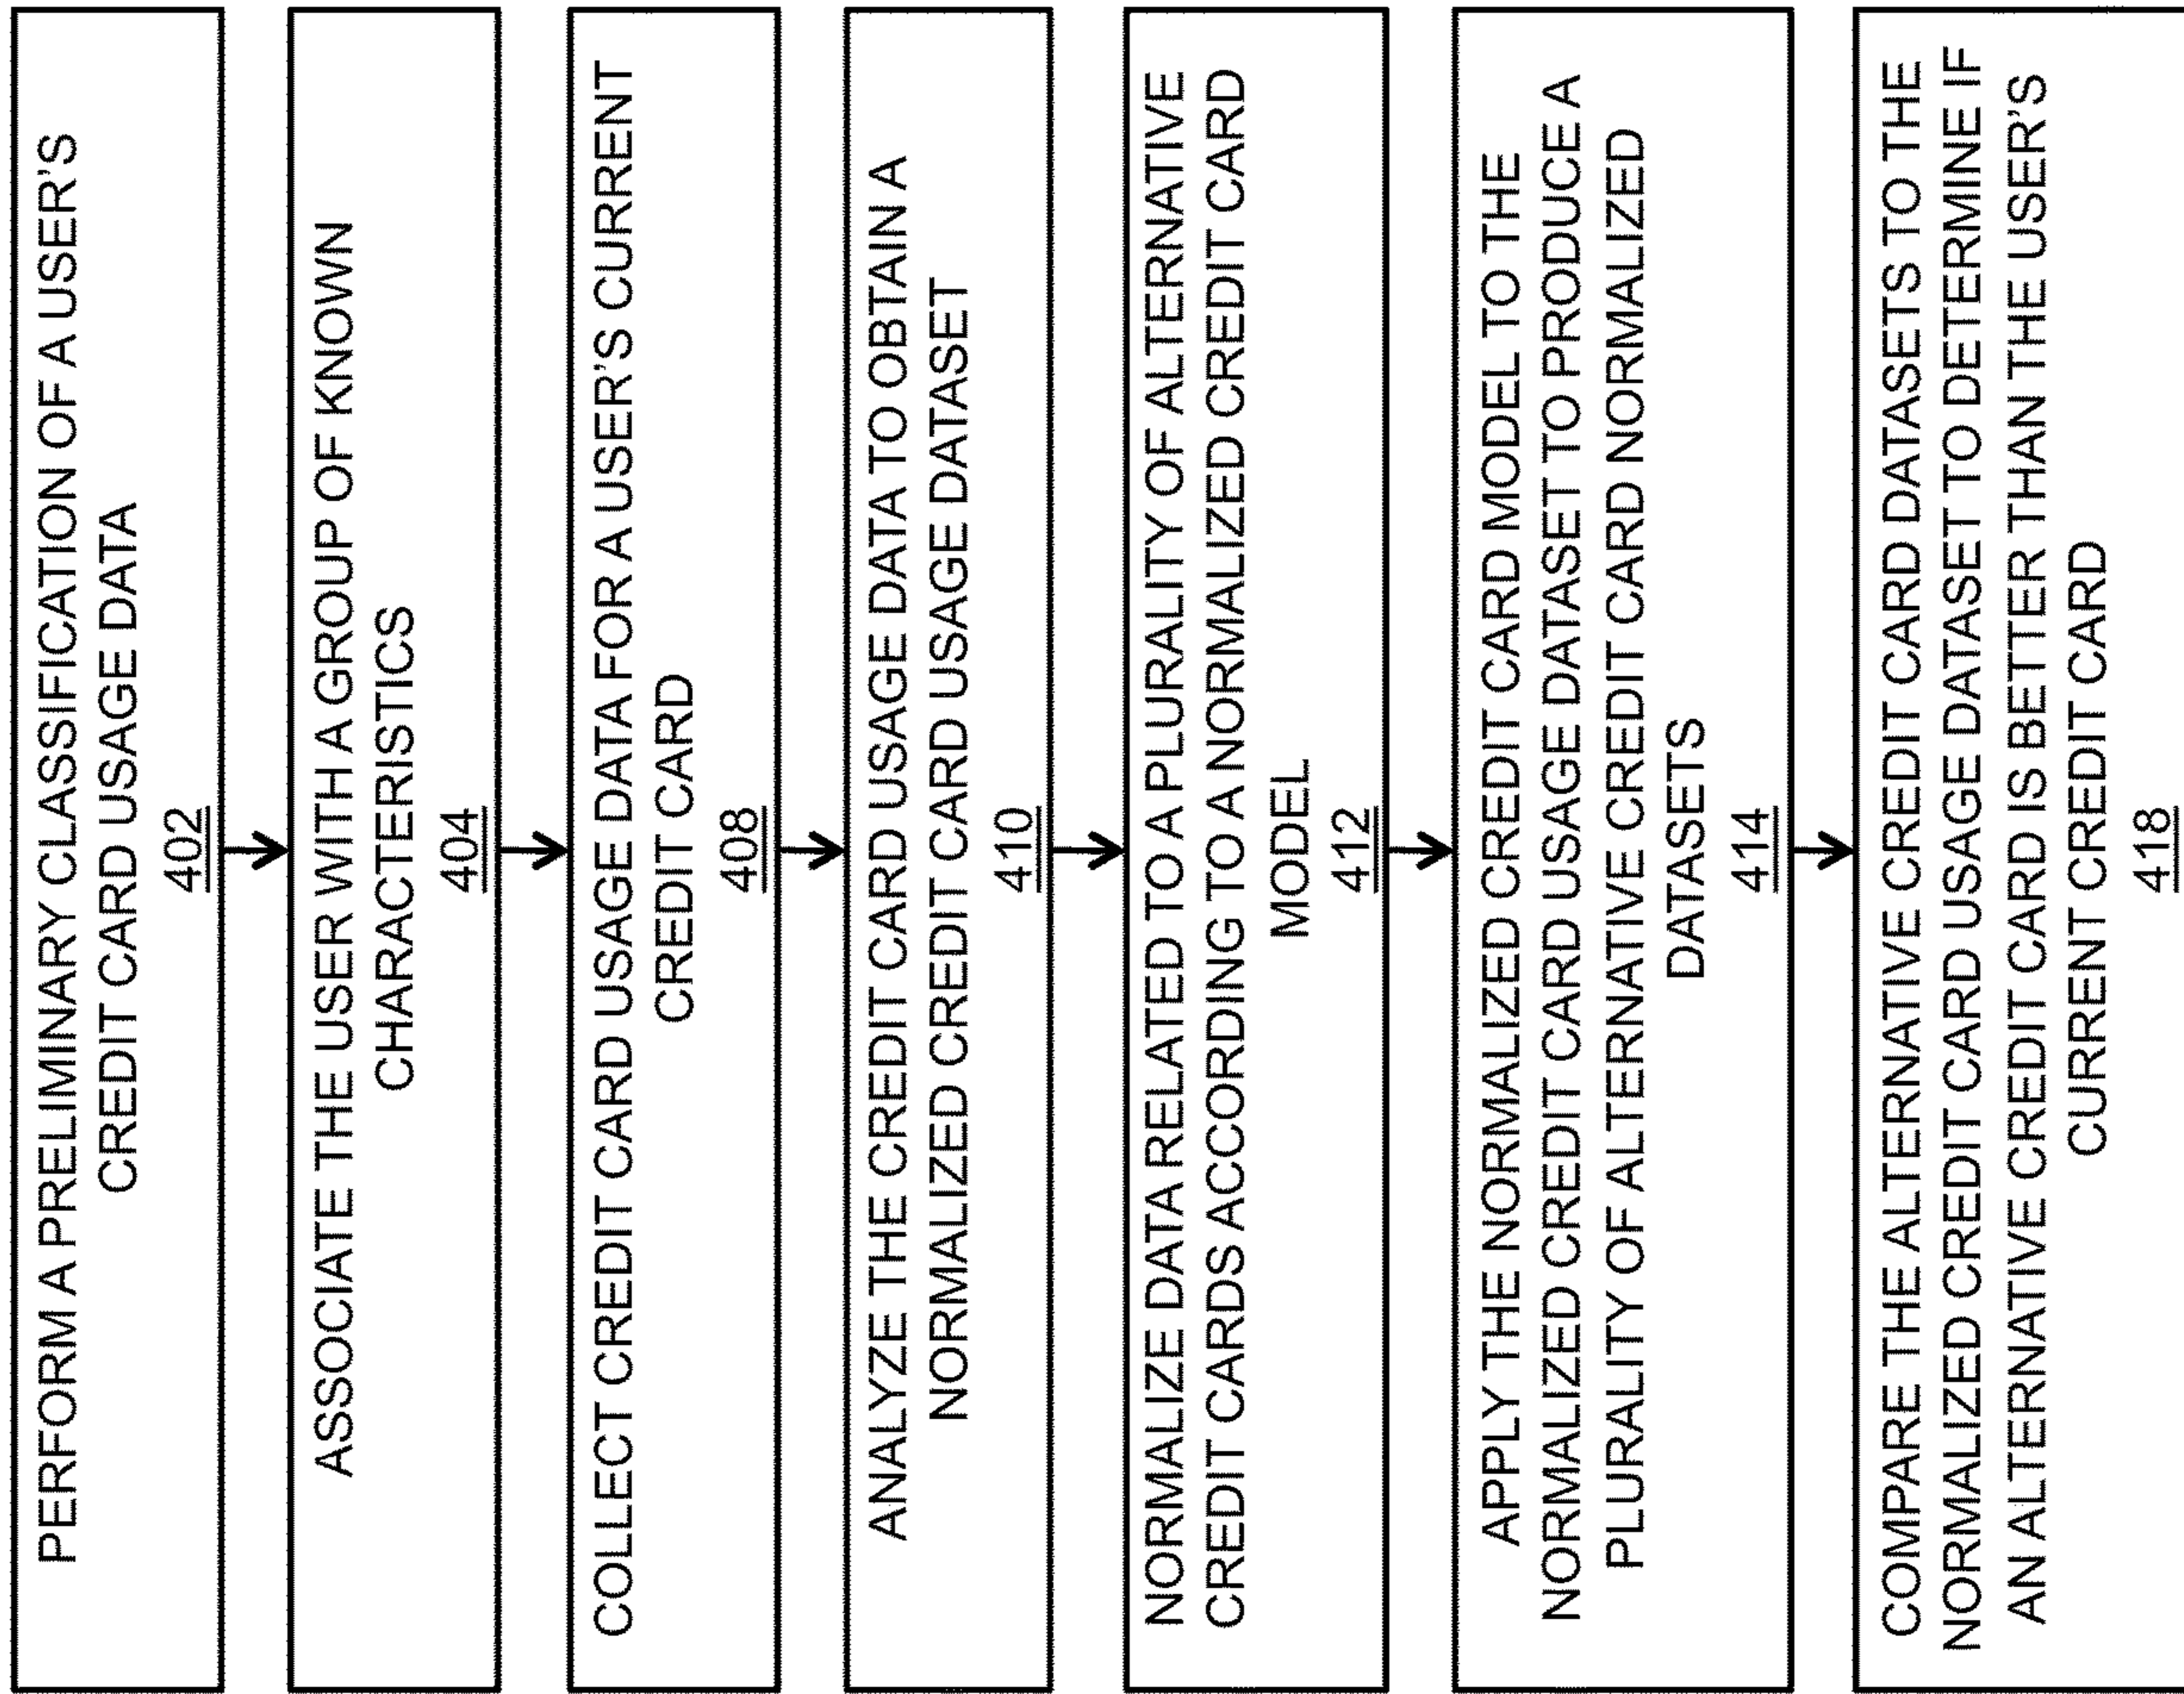 PERFORM A PRELIMINARY CLASSIFICATION OF A USER'S
CREDIT CARD USAGE DATA
402
ASSOCIATE THE USER WITH A GROUP OF KNOWN
CHARACTERISTICS
404
COLLECT CREDIT CARD USAGE DATA FOR A USER'S CURRENT
CREDIT CARD
408
ANALYZE THE CREDIT CARD USAGE DATA TO OBTAIN A
NORMALIZED CREDIT CARD USAGE DATASET
410
NORMALIZE DATA RELATED TO A PLURALITY OF ALTERNATIVE
CREDIT CARDS ACCORDING TO A NORMALIZED CREDIT CARD
MODEL
412
APPLY THE NORMALIZED CREDIT CARD MODEL TO THE
NORMALIZED CREDIT CARD USAGE DATASET TO PRODUCE A
PLURALITY OF ALTERNATIVE CREDIT CARD NORMALIZED
DATASETS
414
COMPARE THE ALTERNATIVE CREDIT CARD DATASETS TO THE
NORMALIZED CREDIT CARD USAGE DATASET TO DETERMINE IF
AN ALTERNATIVE CREDIT CARD IS BETTER THAN THE USER'S
CURRENT CREDIT CARD
418